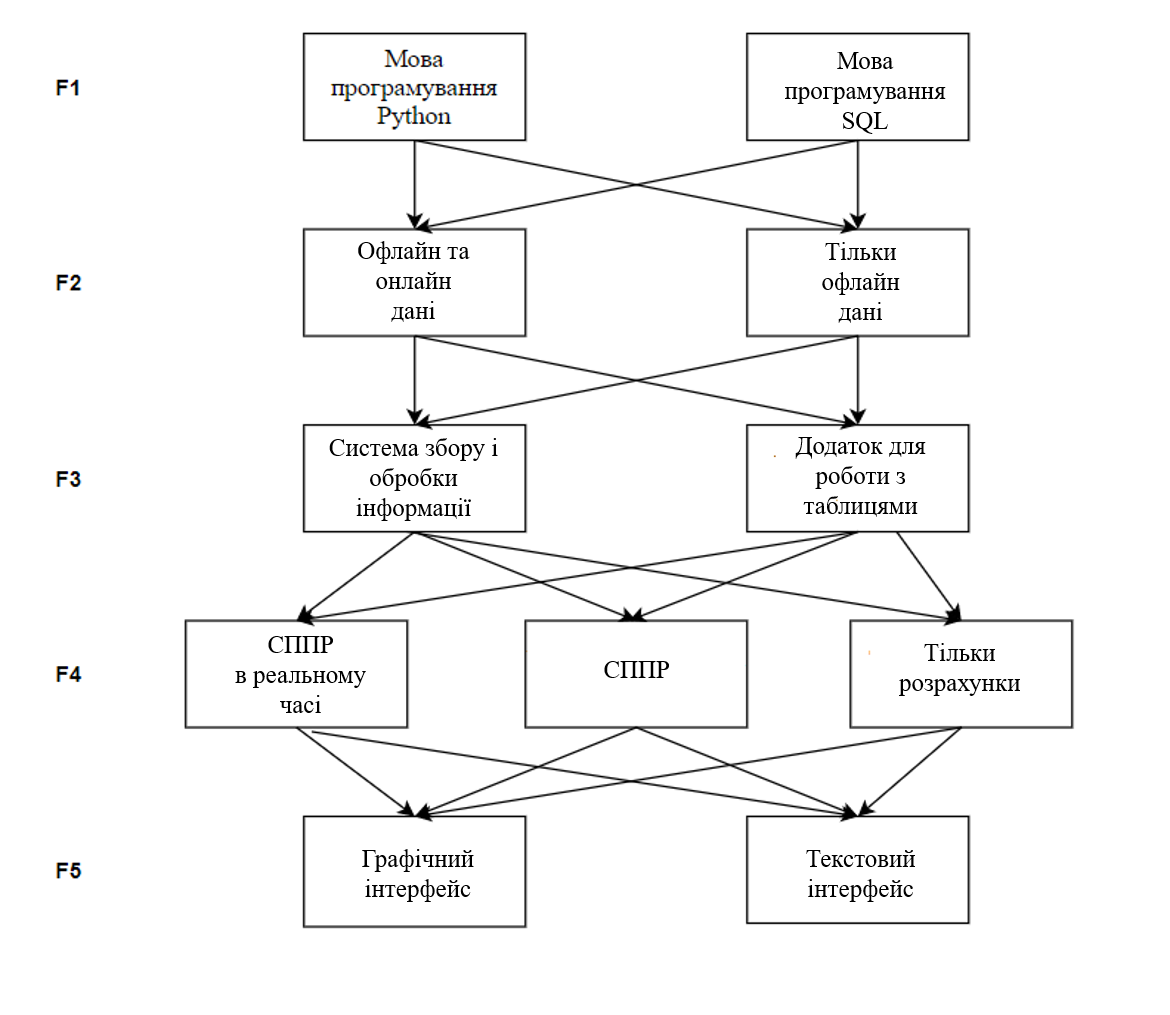 F1
Мова
програмування
Python
Мова
програмування
SQL
F2
Офлайн та
онлайн
дані
Тільки
офлайн
дані
F3
Система збору і
обробки
інформації
Додаток для
роботи з
таблицями
F4
СППР
в реальному
часі
СППР
Тільки
розрахунки
F5
Графічний
інтерфейс
Текстовий
інтерфейс